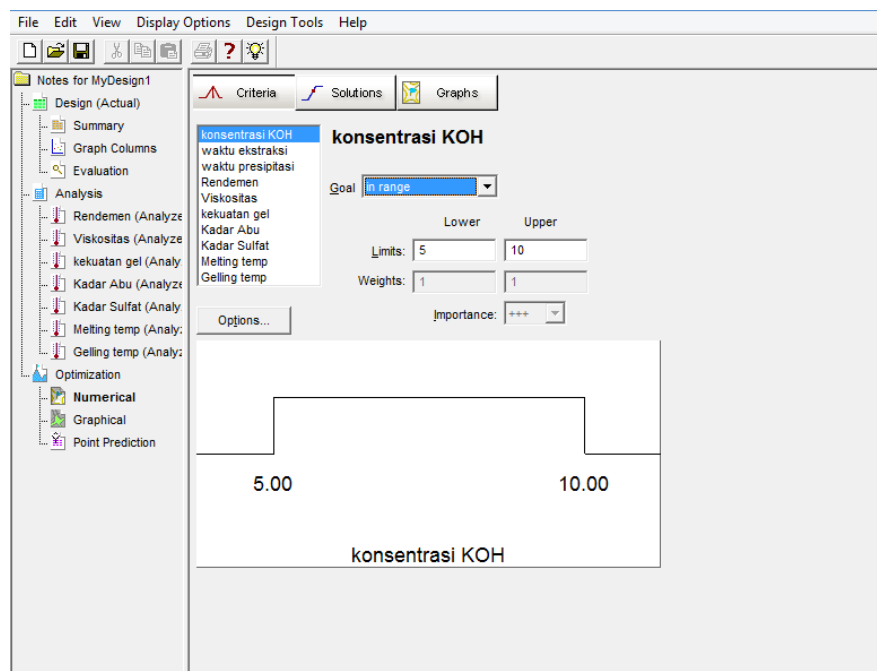 File Edit View Display Options Design Tools Help
Notes for MyDesign1
Design (Actual)
Summary
Graph Columns
Evaluation
Analysis
Rendemen (Analyze
Viskositas (Analyze
kekuatan gel (Analy
Kadar Abu (Analyze
Kadar Sulfat (Analy
Melting temp (Analy
Gelling temp (Analy
Optimization
Numerical
Graphical
Point Prediction
Criteria Solutions Graphs
konsentrasi KOH
waktu ekstraksi
waktu presipitasi
Rendemen
Viskositas
kekuatan gel
Kadar Abu
Kadar Sulfat
Melting temp
Gelling temp
Options...
konsentrasi KOH
Goal in range
Lower Upper
Limits: 5 10
Weights: 1 1
Importance: +++
5.00 10.00
konsentrasi KOH